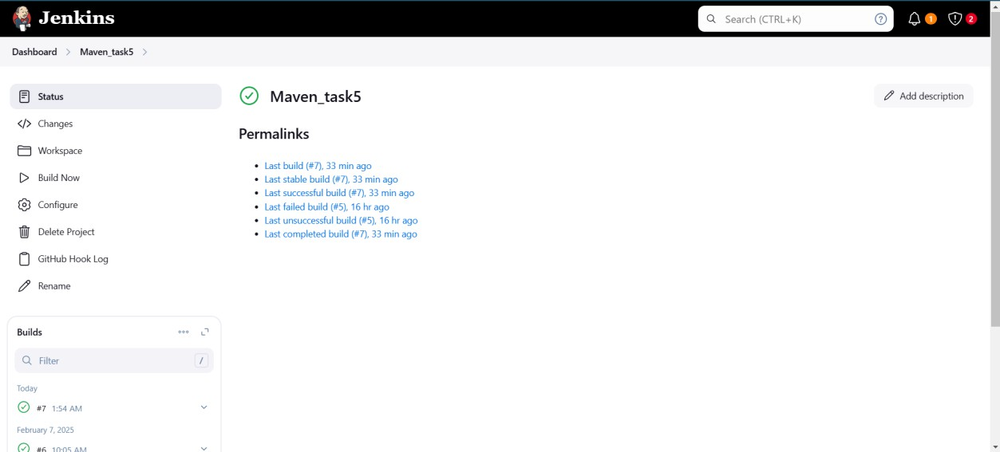 Jenkins
Search (CTRL+K)
?
1
2
Dashboard
Maven_task5
Status
Changes
Workspace
Build Now
Configure
Delete Project
GitHub Hook Log
Rename
Maven_task5
Add description
Permalinks
Last build (#7), 33 min ago
Last stable build (#7), 33 min ago
Last successful build (#7), 33 min ago
Last failed build (#5), 16 hr ago
Last unsuccessful build (#5), 16 hr ago
Last completed build (#7), 33 min ago
Builds
Filter
/
Today
#7 1:54 AM
February 7, 2025
#6 10:05 AM